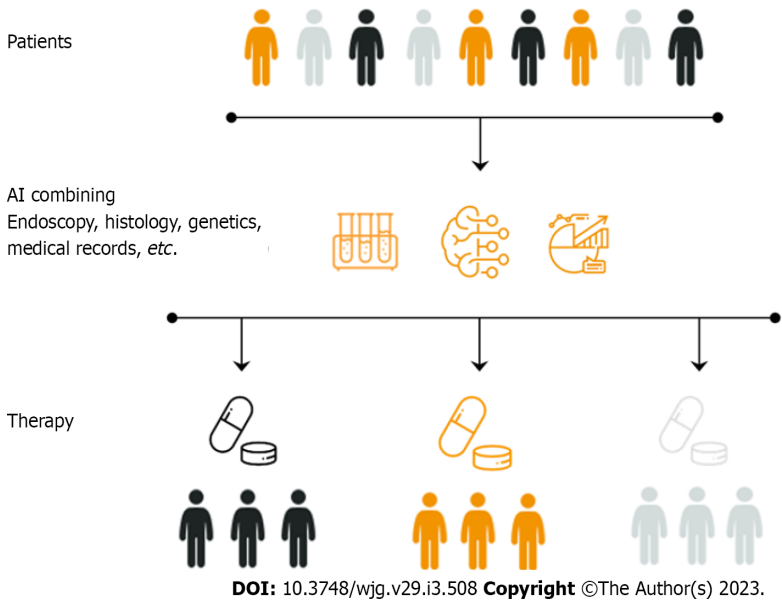 Patients
AI combining
Endoscopy, histology, genetics,
medical records, etc.
Therapy
DOI: 10.3748/wjg.v29.i3.508 Copyright ©The Author(s) 2023.